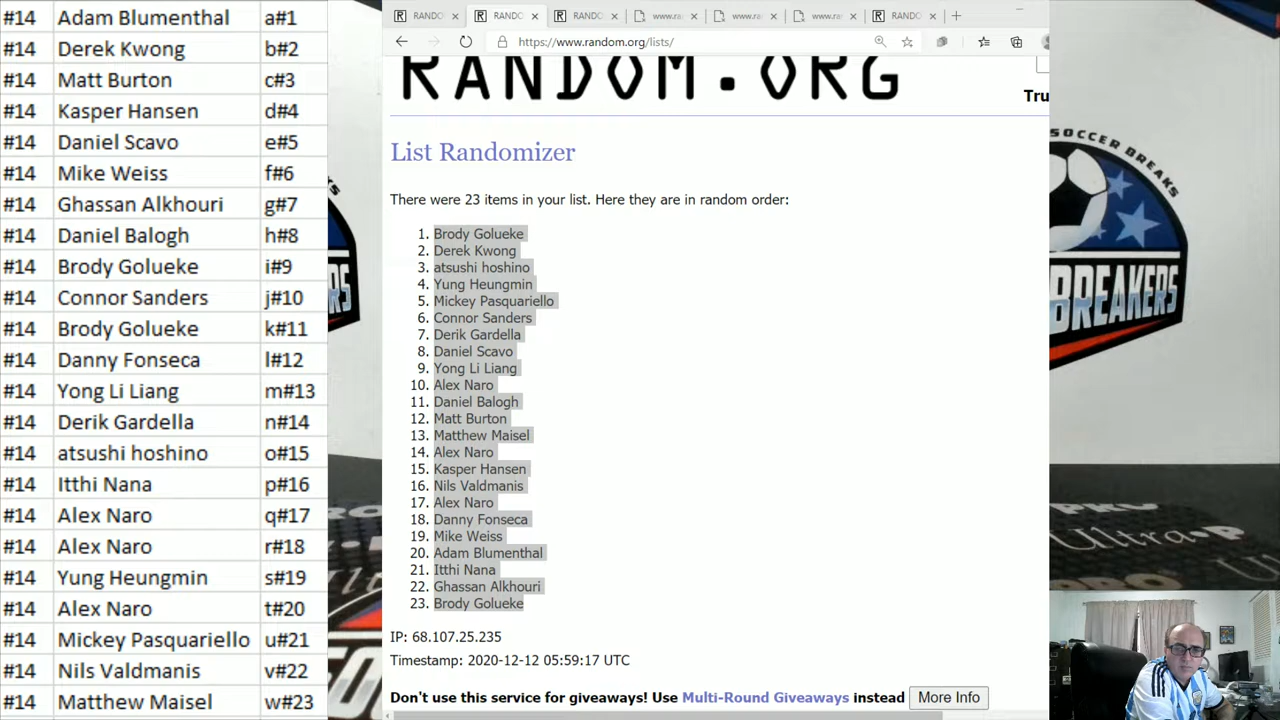 #14 Adam Blumenthal a#1
#14 Derek Kwong b#2
#14 Matt Burton c#3
#14 Kasper Hansen d#4
#14 Daniel Scavo e#5
#14 Mike Weiss f#6
#14 Ghassan Alkhouri g#7
#14 Daniel Balogh h#8
#14 Brody Golueke i#9
#14 Connor Sanders j#10
#14 Brody Golueke k#11
#14 Danny Fonseca l#12
#14 Yong Li Liang m#13
#14 Derik Gardella n#14
#14 atsushi hoshino o#15
#14 Itthi Nana p#16
#14 Alex Naro q#17
#14 Alex Naro r#18
#14 Yung Heungmin s#19
#14 Alex Naro t#20
#14 Mickey Pasquariello u#21
#14 Nils Valdmanis v#22
#14 Matthew Maisel w#23
https://www.random.org/lists/
RANDOM.ORG
Tru
List Randomizer
There were 23 items in your list. Here they are in random order:
1. Brody Golueke
2. Derek Kwong
3. atsushi hoshino
4. Yung Heungmin
5. Mickey Pasquariello
6. Connor Sanders
7. Derik Gardella
8. Daniel Scavo
9. Yong Li Liang
10. Alex Naro
11. Daniel Balogh
12. Matt Burton
13. Matthew Maisel
14. Alex Naro
15. Kasper Hansen
16. Nils Valdmanis
17. Alex Naro
18. Danny Fonseca
19. Mike Weiss
20. Adam Blumenthal
21. Itthi Nana
22. Ghassan Alkhouri
23. Brody Golueke
IP: 68.107.25.235
Timestamp: 2020-12-12 05:59:17 UTC
Don't use this service for giveaways! Use Multi-Round Giveaways instead More Info
SOCCER BREAKS
BREAKERS
Ultra